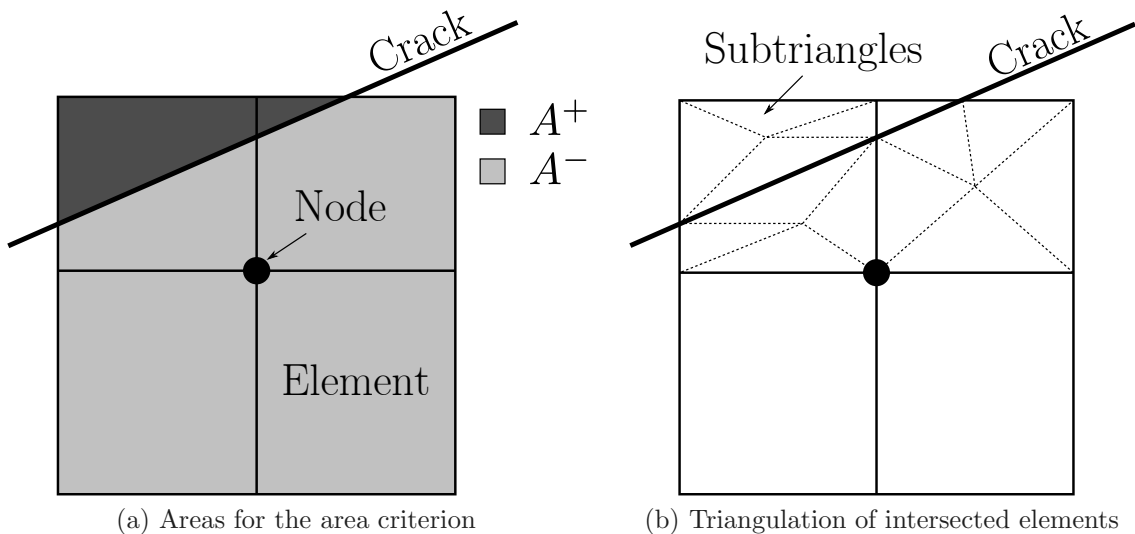 Crack
A⁺
A⁻
Node
Element
(a) Areas for the area criterion
Subtriangles
Crack
(b) Triangulation of intersected elements